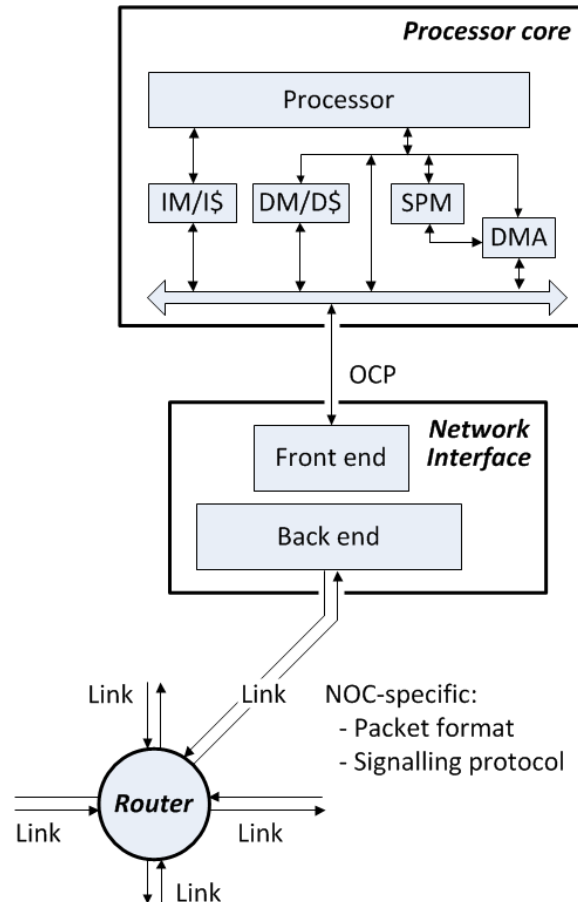 Processor core
Processor
IM/I$
DM/D$
SPM
DMA
OCP
Network
Interface
Front end
Back end
Link
Link
NOC-specific:
- Packet format
- Signalling protocol
Router
Link
Link
Link